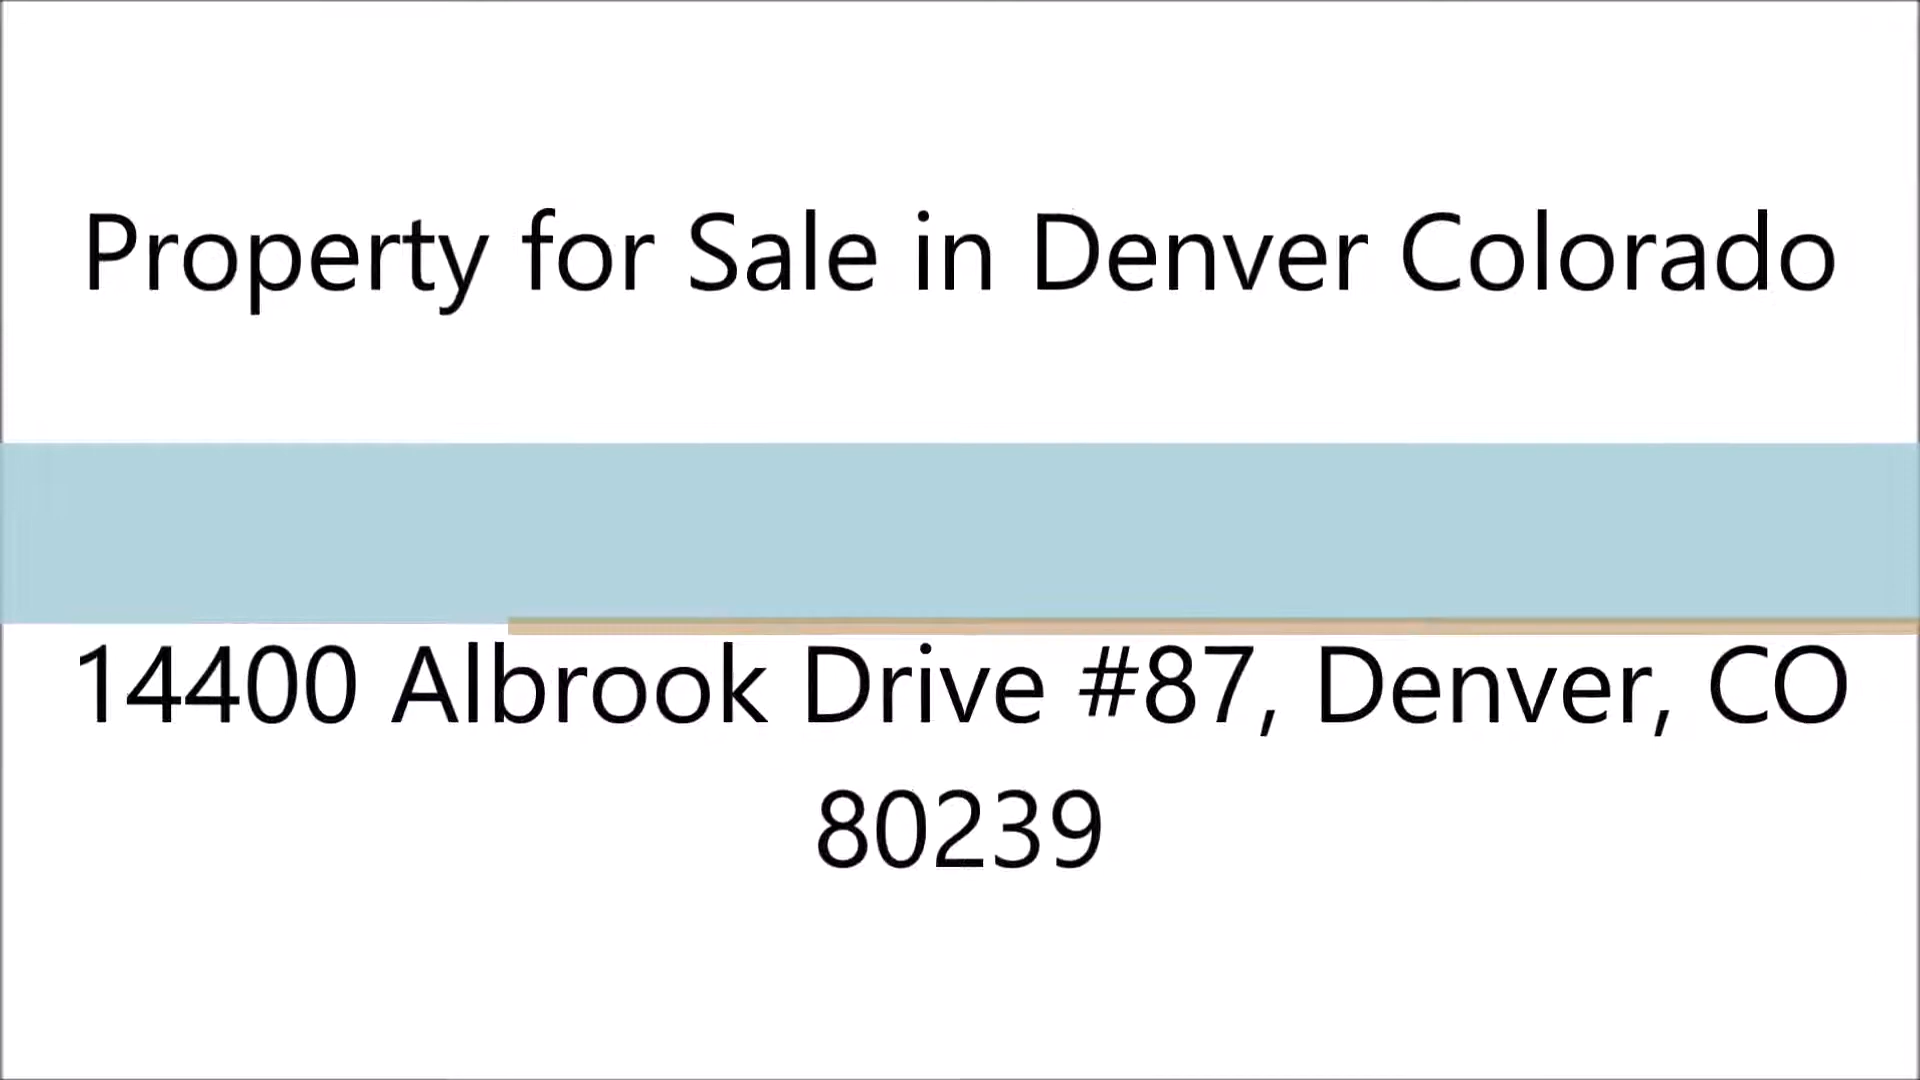 Property for Sale in Denver Colorado
14400 Albrook Drive #87, Denver, CO
80239